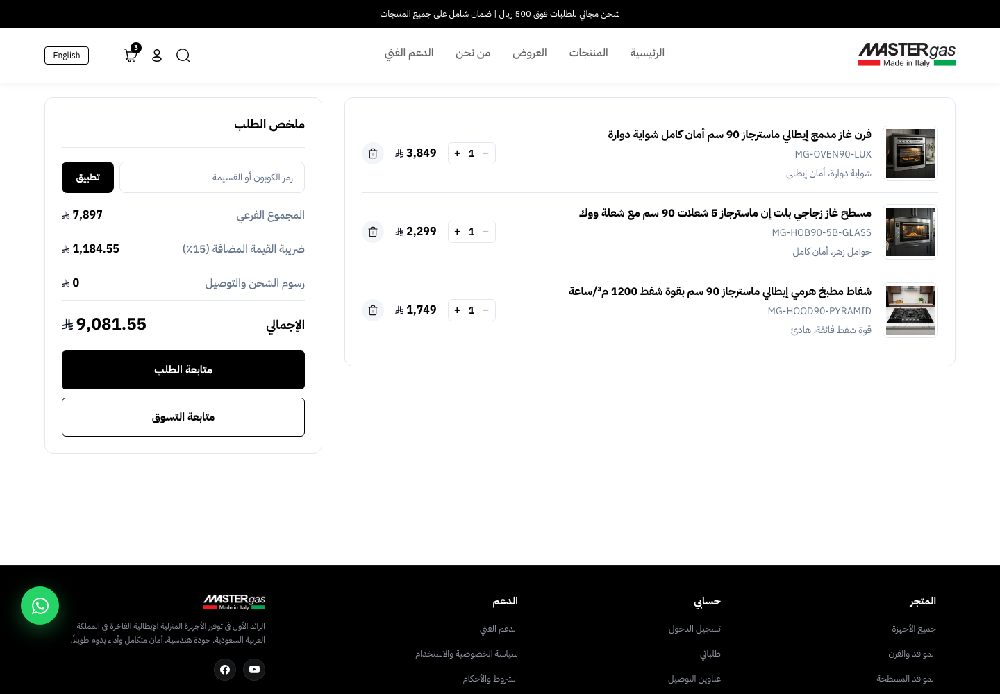 شحن مجاني للطلبات فوق 500 ريال | ضمان شامل على جميع المنتجات
MASTERgas
Made in Italy
الرئيسية
المنتجات
العروض
من نحن
الدعم الفني
3
English
فرن غاز مدمج إيطالي ماسترجاز 90 سم أمان كامل شواية دوارة
MG-OVEN90-LUX
شواية دوارة، أمان إيطالي
− 1 +
3,849
مسطح غاز زجاجي بلت إن ماسترجاز 5 شعلات 90 سم مع شعلة ووك
MG-HOB90-5B-GLASS
حوامل زهر، أمان كامل
− 1 +
2,299
شفاط مطبخ هرمي إيطالي ماسترجاز 90 سم بقوة شفط 1200 م³/ساعة
MG-HOOD90-PYRAMID
قوة شفط فائقة، هادئ
− 1 +
1,749
ملخص الطلب
رمز الكوبون أو القسيمة
تطبيق
المجموع الفرعي
7,897
ضريبة القيمة المضافة (15٪)
1,184.55
رسوم الشحن والتوصيل
0
الإجمالي
9,081.55
متابعة الطلب
متابعة التسوق
المتجر
جميع الأجهزة
المواقد والفرن
المواقد المسطحة
حسابي
تسجيل الدخول
طلباتي
عناوين التوصيل
الدعم
الدعم الفني
سياسة الخصوصية والاستخدام
الشروط والأحكام
MASTERgas
Made in Italy
الرائد الأول في توفير الأجهزة المنزلية الإيطالية الفاخرة في المملكة
العربية السعودية. جودة هندسية، أمان متكامل وأداء يدوم طويلاً.